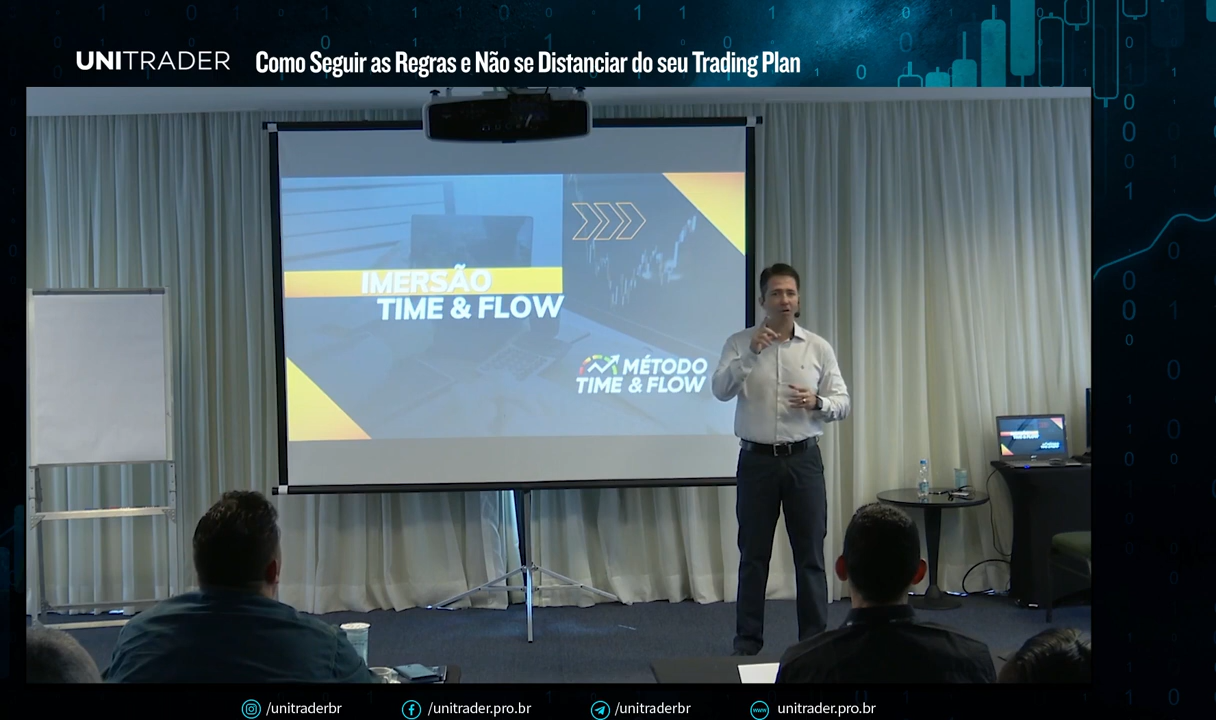 UNITRADER Como Seguir as Regras e Não se Distanciar do seu Trading Plan
IMERSÃO
TIME & FLOW
MÉTODO
TIME & FLOW
/unitraderbr /unitrader.pro.br /unitraderbr unitrader.pro.br